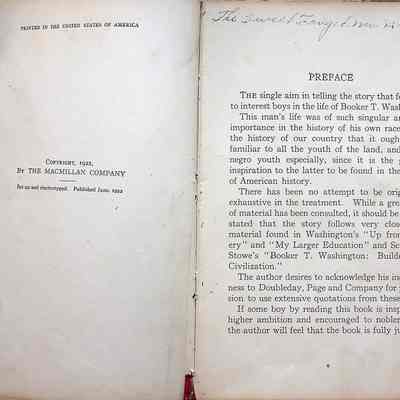 PRINTED IN THE UNITED STATES OF AMERICA
COPYRIGHT, 1922,
BY THE MACMILLAN COMPANY
Set up and electrotyped. Published June, 1922
The
PREFACE
THE single aim in telling the story that fo
to interest boys in the life of Booker T. Wash
This man's life was of such singular an
importance in the history of his own race
the history of our country that it ough
familiar to all the youth of the land, and
negro youth especially, since it is the g
inspiration to the latter to be found in the
of American history.
There has been no attempt to be orig
exhaustive in the treatment. While a grea
of material has been consulted, it should be
stated that the story follows very clos
material found in Washington's "Up from
ery" and "My Larger Education" and Sc
Stowe's "Booker T. Washington: Builde
Civilization."
The author desires to acknowledge his in
ness to Doubleday, Page and Company for p
sion to use extensive quotations from these
If some boy by reading this book is insp
higher ambition and encouraged to nobler
the author will feel that the book is fully ju